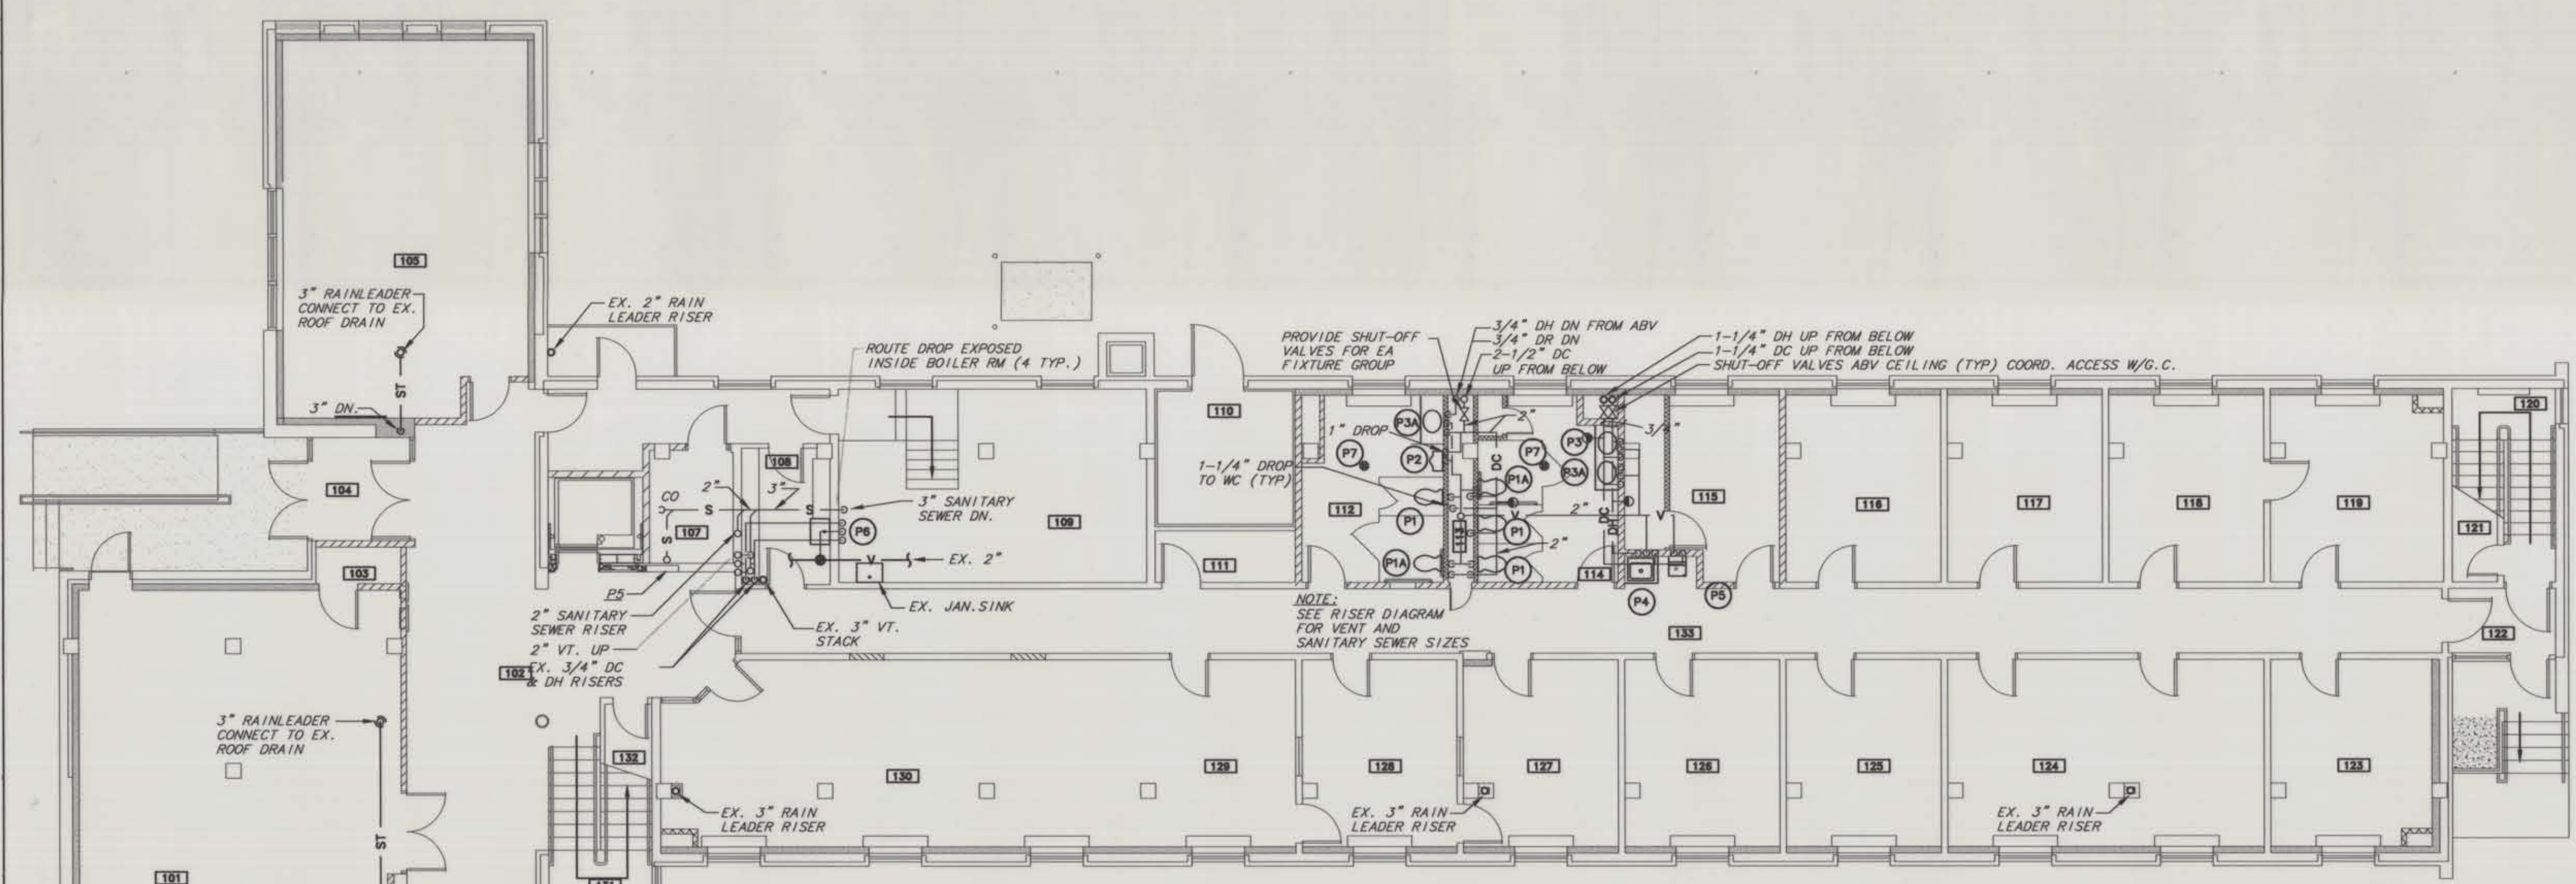 105
3" RAINLEADER
CONNECT TO EX.
ROOF DRAIN
ST
3" DN.
EX. 2" RAIN
LEADER RISER
ROUTE DROP EXPOSED
INSIDE BOILER RM (4 TYP.)
PROVIDE SHUT-OFF
VALVES FOR EA
FIXTURE GROUP
3/4" DH DN FROM ABV
3/4" DR DN
2-1/2" DC
UP FROM BELOW
1-1/4" DH UP FROM BELOW
1-1/4" DC UP FROM BELOW
SHUT-OFF VALVES ABV CEILING (TYP) COORD. ACCESS W/G.C.
104
103
CO
S
2"
3"
S
S
107
108
P6
3" SANITARY
SEWER DN.
109
V
EX. 2"
EX. JAN.SINK
P5
2" SANITARY
SEWER RISER
2" VT. UP
EX. 3/4" DC
& DH RISERS
EX. 3" VT.
STACK
102
110
111
1" DROP
1-1/4" DROP
TO WC (TYP)
P7
P3A
P2
112
P1
P1A
113
2"
DC
P1A
P7
P3
P3A
3/4"
V
P1
2"
2"
P1
DC
DH
V
114
P4
P5
115
116
117
118
119
120
121
122
NOTE:
SEE RISER DIAGRAM
FOR VENT AND
SANITARY SEWER SIZES
133
3" RAINLEADER
CONNECT TO EX.
ROOF DRAIN
ST
101
132
131
EX. 3" RAIN
LEADER RISER
130
129
128
EX. 3" RAIN
LEADER RISER
127
126
125
124
EX. 3" RAIN
LEADER RISER
123